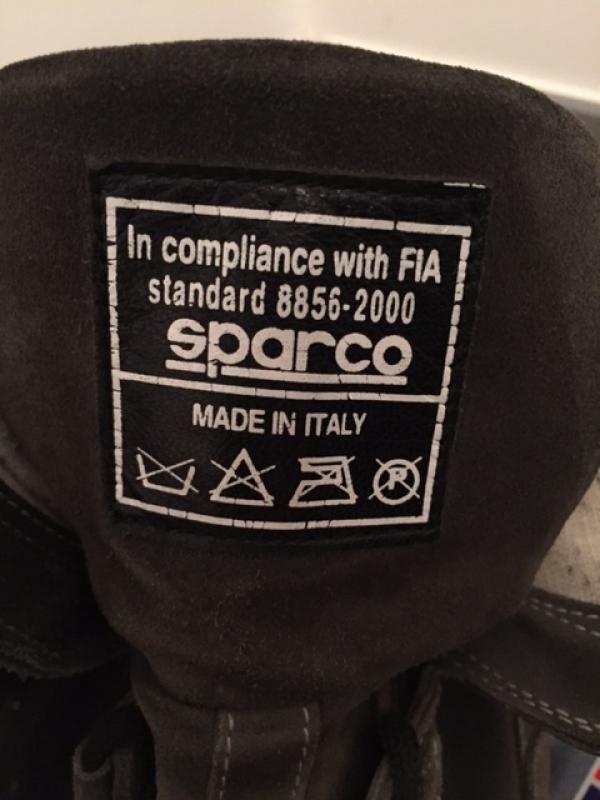 In compliance with FIA
standard 8856-2000
sparco
MADE IN ITALY
P